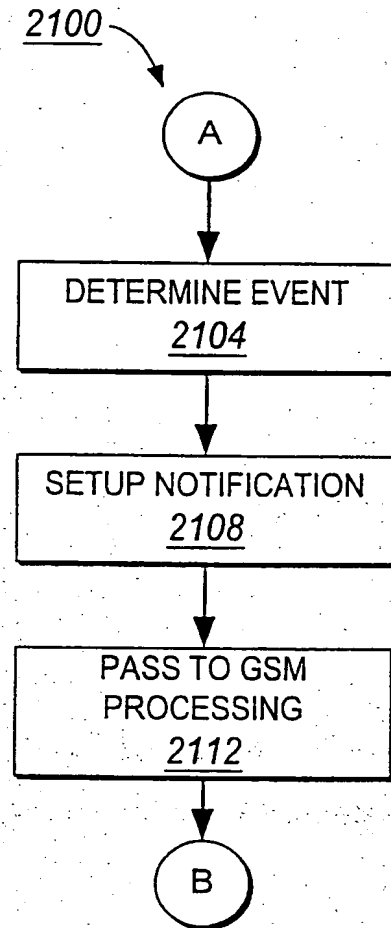 2100
A
DETERMINE EVENT
2104
SETUP NOTIFICATION
2108
PASS TO GSM
PROCESSING
2112
B